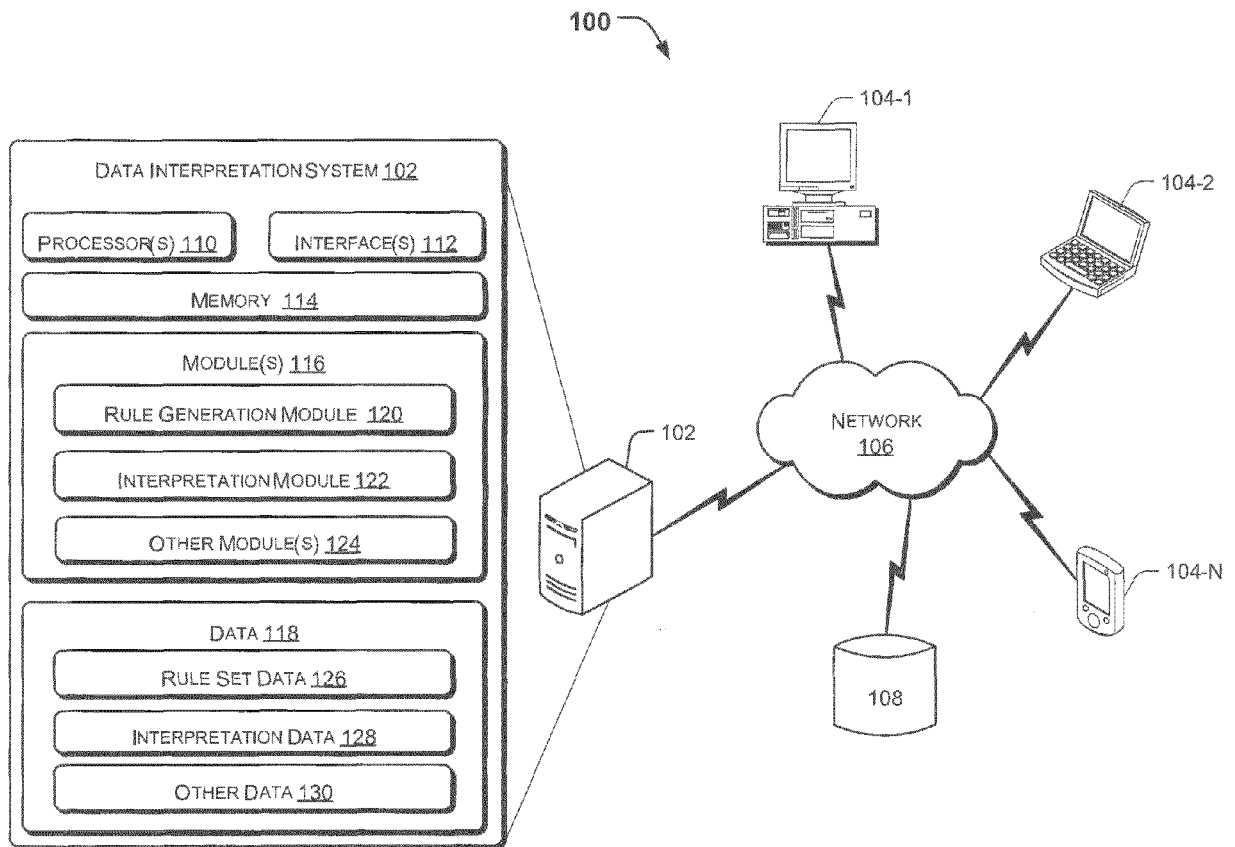 100
104-1
104-2
DATA INTERPRETATION SYSTEM 102
PROCESSOR(S) 110
INTERFACE(S) 112
MEMORY 114
MODULE(S) 116
RULE GENERATION MODULE 120
INTERPRETATION MODULE 122
OTHER MODULE(S) 124
DATA 118
RULE SET DATA 126
INTERPRETATION DATA 128
OTHER DATA 130
102
NETWORK
106
104-N
108